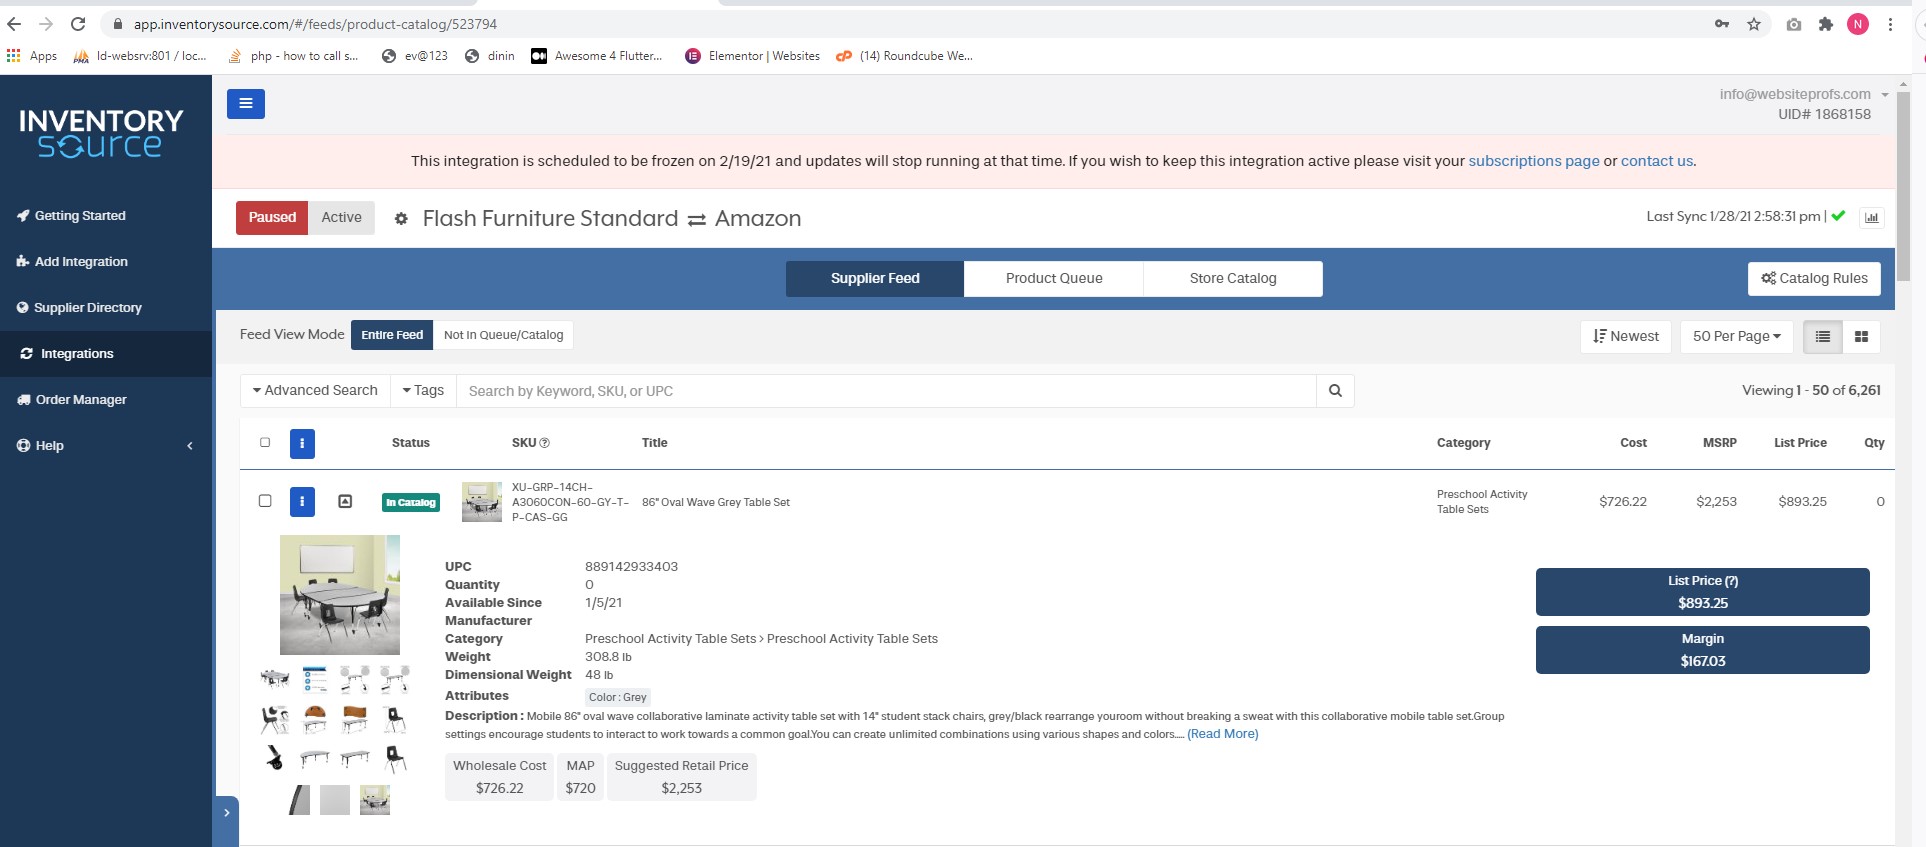 app.inventorysource.com/#/feeds/product-catalog/523794
N
Apps
ld-websrv:801 / loc...
php - how to call s...
ev@123
dinin
Awesome 4 Flutter...
Elementor | Websites
(14) Roundcube We...
INVENTORY
source
info@websiteprofs.com
UID# 1868158
This integration is scheduled to be frozen on 2/19/21 and updates will stop running at that time. If you wish to keep this integration active please visit your subscriptions page or contact us.
Getting Started
Add Integration
Supplier Directory
Integrations
Order Manager
Help
Paused Active
Flash Furniture Standard ⇄ Amazon
Last Sync 1/28/21 2:58:31 pm |
Supplier Feed
Product Queue
Store Catalog
Catalog Rules
Feed View Mode
Entire Feed
Not In Queue/Catalog
Newest
50 Per Page
Advanced Search
Tags
Search by Keyword, SKU, or UPC
Viewing 1 - 50 of 6,261
Status SKU Title Category Cost MSRP List Price Qty
In Catalog
XU-GRP-14CH-
A3060CON-60-GY-T-
P-CAS-GG
86" Oval Wave Grey Table Set
Preschool Activity
Table Sets
$726.22 $2,253 $893.25 0
UPC 889142933403
Quantity 0
Available Since 1/5/21
Manufacturer
Category Preschool Activity Table Sets > Preschool Activity Table Sets
Weight 308.8 lb
Dimensional Weight 48 lb
Attributes Color : Grey
Description : Mobile 86" oval wave collaborative laminate activity table set with 14" student stack chairs, grey/black rearrange youroom without breaking a sweat with this collaborative mobile table set.Group
settings encourage students to interact to work towards a common goal.You can create unlimited combinations using various shapes and colors..... (Read More)
Wholesale Cost MAP Suggested Retail Price
$726.22 $720 $2,253
List Price (?)
$893.25
Margin
$167.03